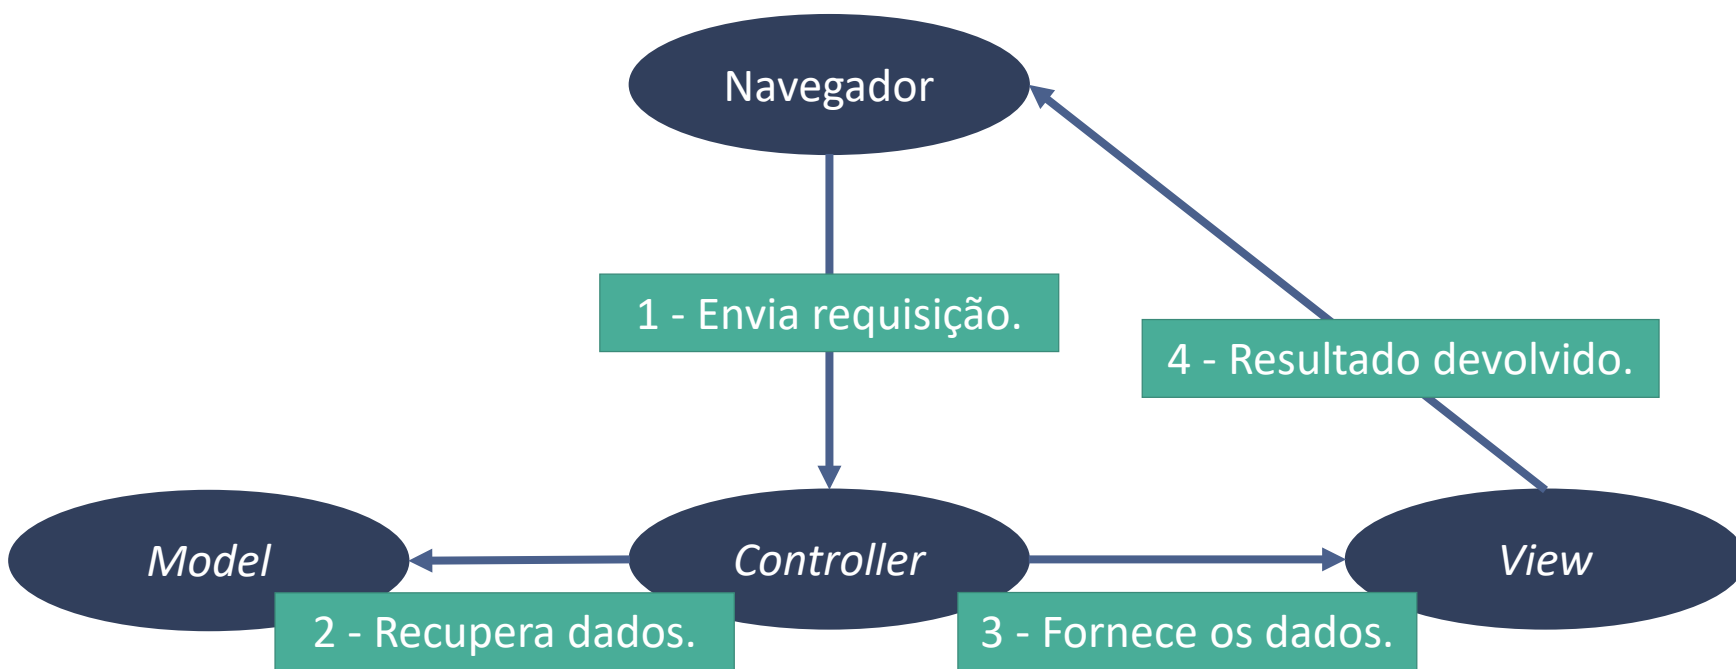 Navegador
1 - Envia requisição.
4 - Resultado devolvido.
Model
Controller
View
2 - Recupera dados.
3 - Fornece os dados.